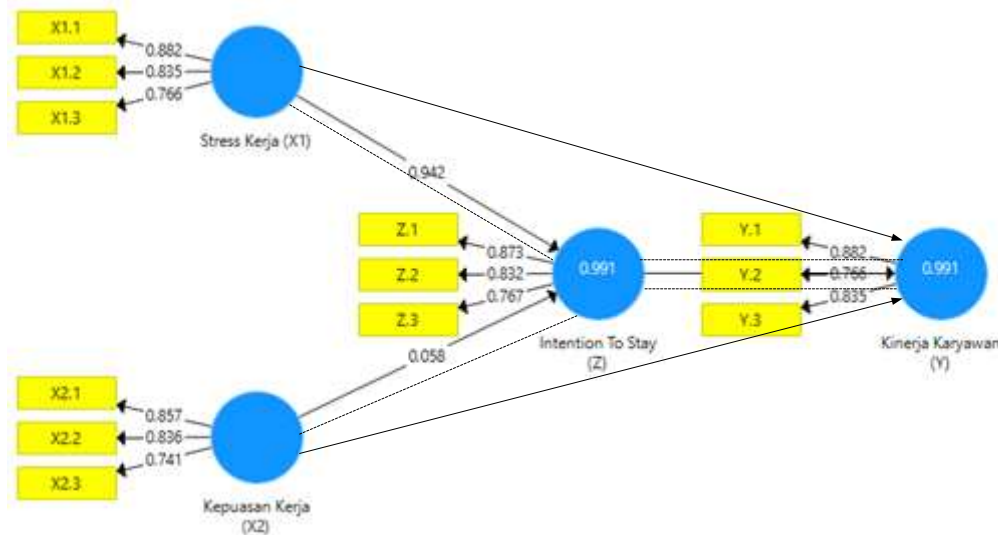 X1.1
0.882
X1.2
0.835
X1.3
0.766
Stress Kerja (X1)
0.942
Z.1
0.873
Z.2
0.832
Z.3
0.767
0.991
Intention To Stay
(Z)
Y.1
0.882
Y.2
0.766
Y.3
0.835
0.991
Kinerja Karyawan
(Y)
0.058
X2.1
0.857
X2.2
0.836
X2.3
0.741
Kepuasan Kerja
(X2)